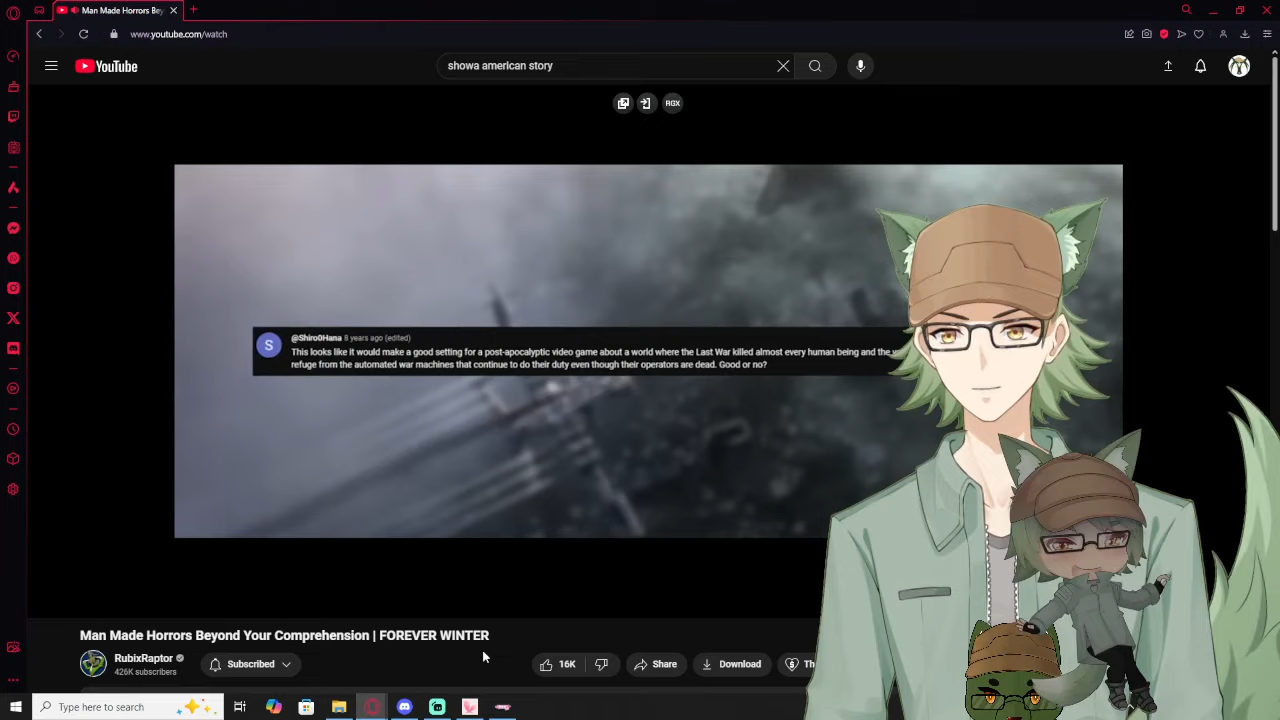 Man Made Horrors Bey
www.youtube.com/watch
YouTube
showa american story
RGX
S
@Shiro0Hana 8 years ago (edited)
This looks like it would make a good setting for a post-apocalyptic video game about a world where the Last War killed almost every human being and the
refuge from the automated war machines that continue to do their duty even though their operators are dead. Good or no?
Man Made Horrors Beyond Your Comprehension | FOREVER WINTER
RubixRaptor
426K subscribers
Subscribed
16K
Share
Download
Th
Type here to search